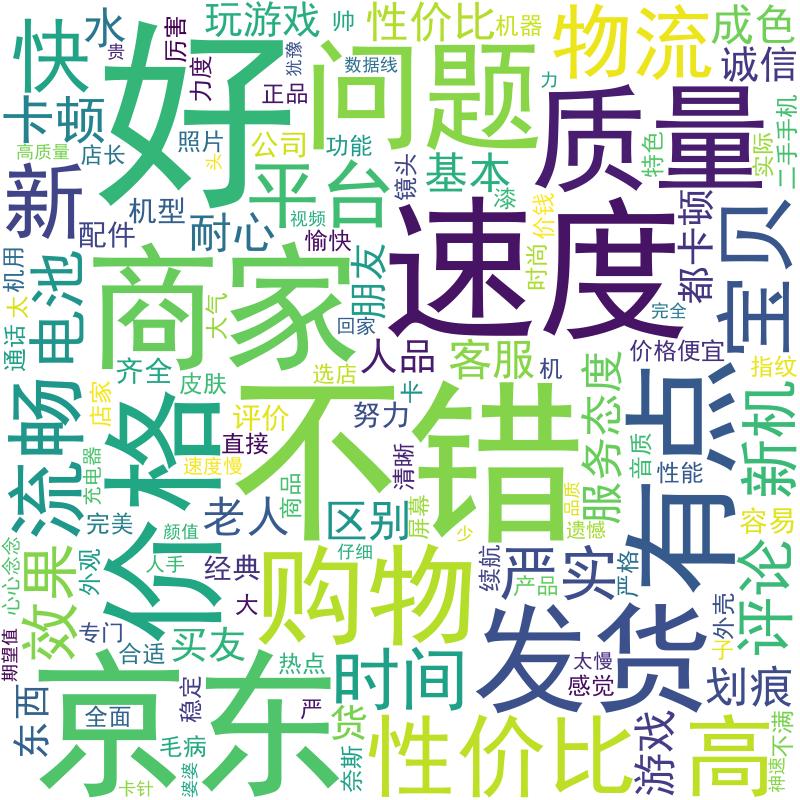 好
问题
物流
成色
快
水
贵
厉害
力度
玩游戏
帅
犹豫
数据线
性价比
机器
力
诚信
卡顿
正品
质量
特色
实际
二手手机
高质量
店长
照片
头
公司
功能
镜头
基本
新
机型
配件
耐心
平台
视频
愉快
朋友
时尚
价钱
都卡顿
宝贝
速度
通话
机用
太
电池
商家
大气
回家
完全
人品
客服
机
价格便宜
指纹
流畅
店家
齐全
皮肤
选店
卡
评价
努力
直接
速度慢
清晰
不错
服务态度
音质
性能
有点
新机
充电器
完美
价格
老人
商品
区别
屏幕
少
品质
遗憾
容易
心心念念
效果
外观
颜值
人手
经典
大
仔细
购物
续航
严实
产品
严格
评论
期望值
专门
合适
买友
热点
时间
发货
太慢
感觉
外壳
子
划痕
东西
全面
京东
稳定
毛病
婆婆
卡针
严
货
奈斯
性价比
游戏
高
神速
不满